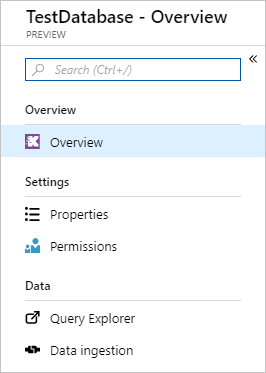 TestDatabase - Overview
PREVIEW
Search (Ctrl+/)
«
Overview
Overview
Settings
Properties
Permissions
Data
Query Explorer
Data ingestion